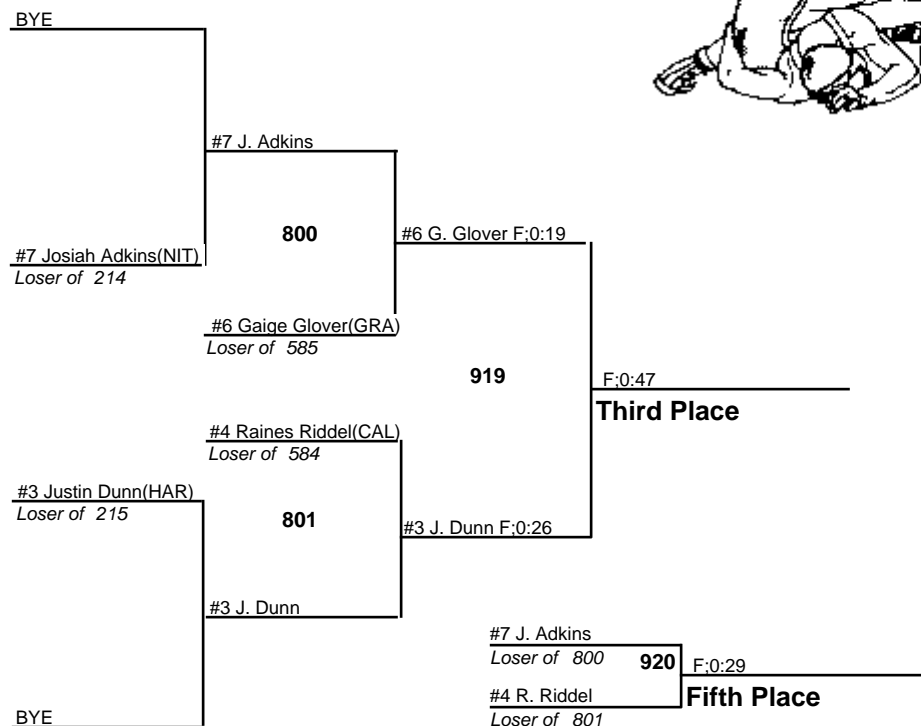 BYE
#7 J. Adkins
800
#6 G. Glover F;0:19
#7 Josiah Adkins(NIT)
Loser of 214
#6 Gaige Glover(GRA)
Loser of 585
919
F;0:47
Third Place
#4 Raines Riddel(CAL)
Loser of 584
#3 Justin Dunn(HAR)
Loser of 215
801
#3 J. Dunn F;0:26
#3 J. Dunn
#7 J. Adkins
Loser of 800
920
F;0:29
Fifth Place
#4 R. Riddel
Loser of 801
BYE